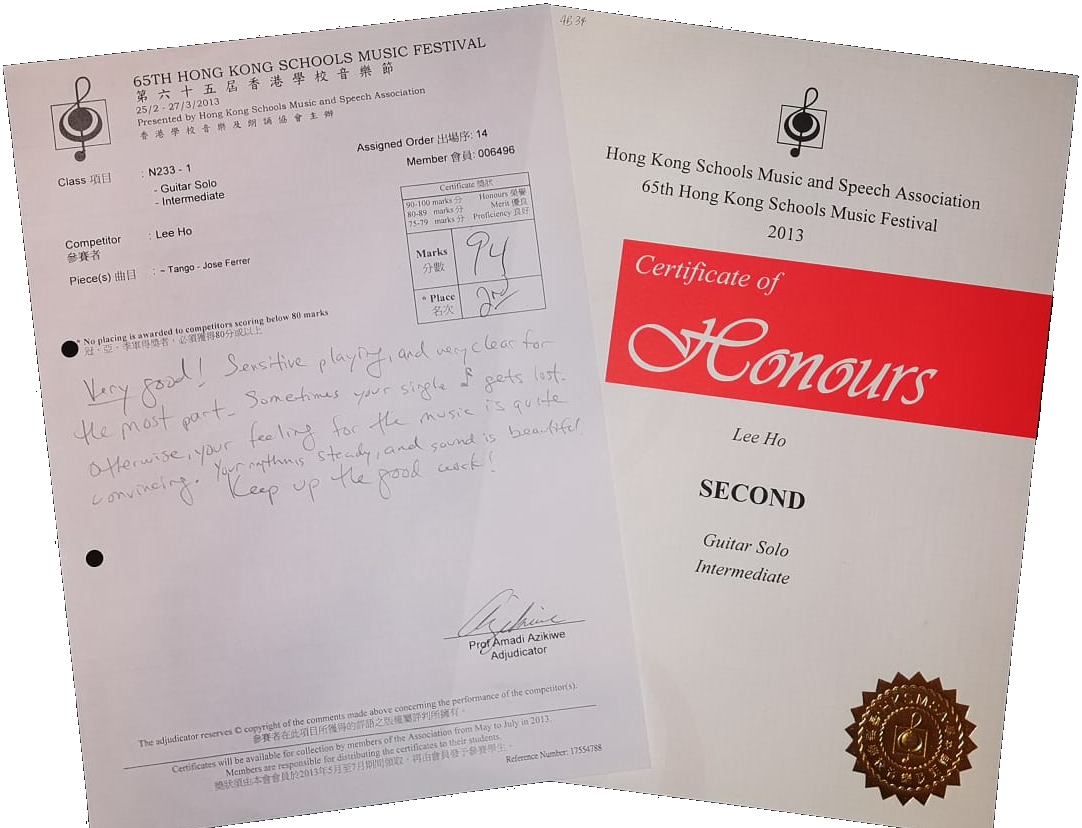 65TH HONG KONG SCHOOLS MUSIC FESTIVAL
第六十五屆香港學校音樂節
25/2 - 27/3/2013
Presented by Hong Kong Schools Music and Speech Association
香港學校音樂及朗誦協會主辦
Assigned Order 出場序: 14
Member 會員: 006496
Class 項目 : N233 - 1
- Guitar Solo
- Intermediate
Competitor : Lee Ho
參賽者
Piece(s) 曲目 : ~ Tango - Jose Ferrer
Certificate 獎狀
90-100 marks 分 Honours 榮譽
80-89 marks 分 Merit 優良
75-79 marks 分 Proficiency 良好
Marks 94
分數
* Place 2nd
名次
* No placing is awarded to competitors scoring below 80 marks
冠、亞、季軍得獎者，必須獲得80分或以上
Very good! Sensitive playing, and very clear for
the most part. Sometimes your single ♪ gets lost.
Otherwise, your feeling for the music is quite
convincing. Your rythm is steady, and sound is beautiful.
Keep up the good work!
Prof Amadi Azikiwe
Adjudicator
The adjudicator reserves © copyright of the comments made above concerning the performance of the competitor(s).
參賽者在此項目所獲得的評語之版權屬評判所擁有。
Certificates will be available for collection by members of the Association from May to July in 2013.
Members are responsible for distributing the certificates to their students.
獎狀須由本會會員於2013年5月至7月期間領取，再由會員發予參賽學生。
Reference Number: 17554788
4B 34
Hong Kong Schools Music and Speech Association
65th Hong Kong Schools Music Festival
2013
Certificate of
Honours
Lee Ho
SECOND
Guitar Solo
Intermediate